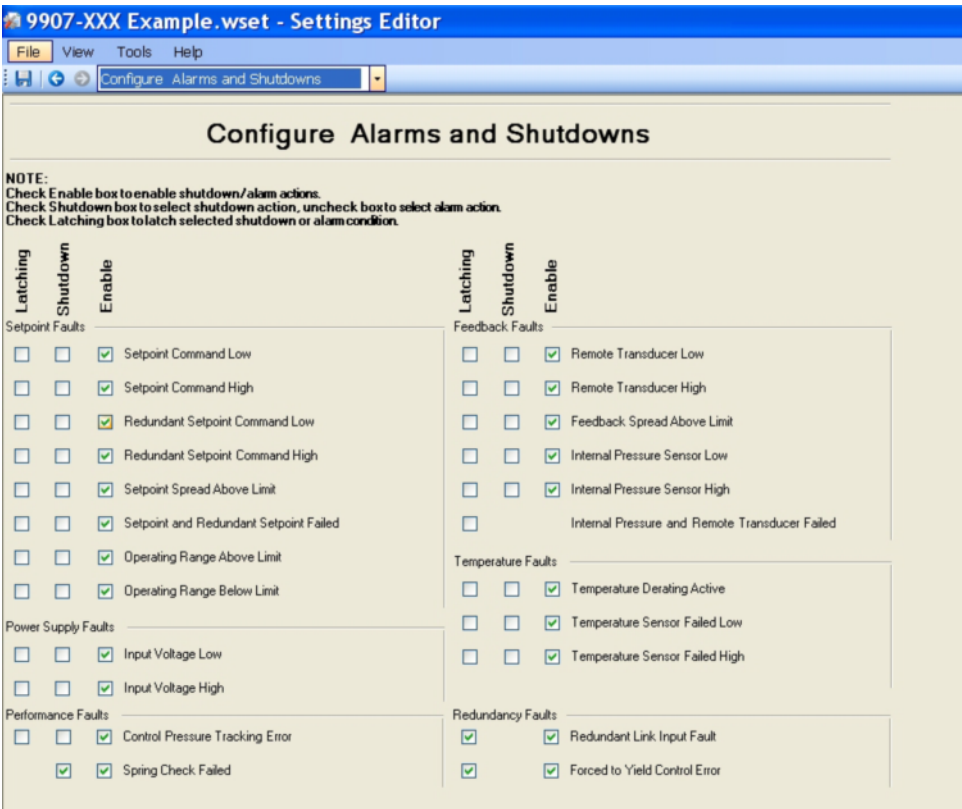 9907-XXX Example.wset - Settings Editor
File View Tools Help
Configure Alarms and Shutdowns
Configure Alarms and Shutdowns
NOTE:
Check Enable box to enable shutdown/alarm actions.
Check Shutdown box to select shutdown action, uncheck box to select alarm action.
Check Latching box to latch selected shutdown or alarm condition.
Latching
Shutdown
Enable
Setpoint Faults
Setpoint Command Low
Setpoint Command High
Redundant Setpoint Command Low
Redundant Setpoint Command High
Setpoint Spread Above Limit
Setpoint and Redundant Setpoint Failed
Operating Range Above Limit
Operating Range Below Limit
Power Supply Faults
Input Voltage Low
Input Voltage High
Performance Faults
Control Pressure Tracking Error
Spring Check Failed
Latching
Shutdown
Enable
Feedback Faults
Remote Transducer Low
Remote Transducer High
Feedback Spread Above Limit
Internal Pressure Sensor Low
Internal Pressure Sensor High
Internal Pressure and Remote Transducer Failed
Temperature Faults
Temperature Derating Active
Temperature Sensor Failed Low
Temperature Sensor Failed High
Redundancy Faults
Redundant Link Input Fault
Forced to Yield Control Error